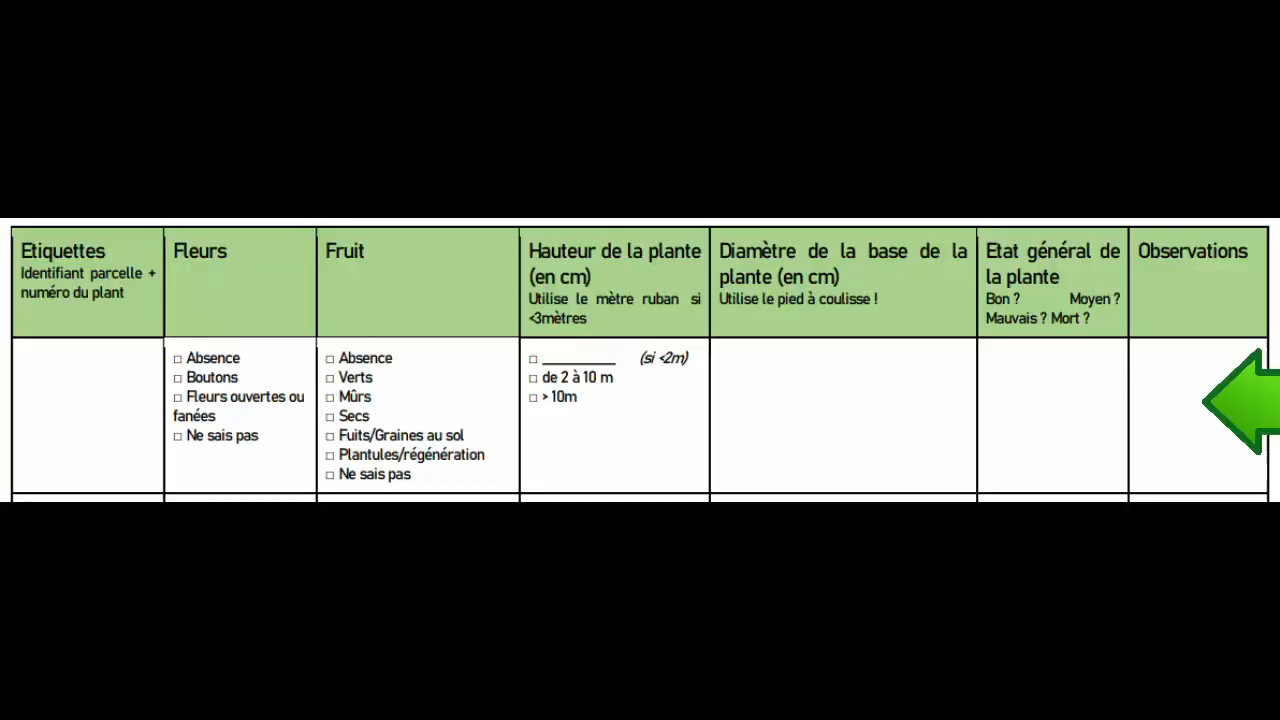 Etiquettes
Identifiant parcelle +
numéro du plant
Fleurs
Fruit
Hauteur de la plante
(en cm)
Utilise le mètre ruban si
<3mètres
Diamètre de la base de la
plante (en cm)
Utilise le pied à coulisse !
Etat général de
la plante
Bon ? Moyen ?
Mauvais ? Mort ?
Observations
□ Absence
□ Boutons
□ Fleurs ouvertes ou
fanées
□ Ne sais pas
□ Absence
□ Verts
□ Mûrs
□ Secs
□ Fuits/Graines au sol
□ Plantules/régénération
□ Ne sais pas
□ __________ (si <2m)
□ de 2 à 10 m
□ > 10m